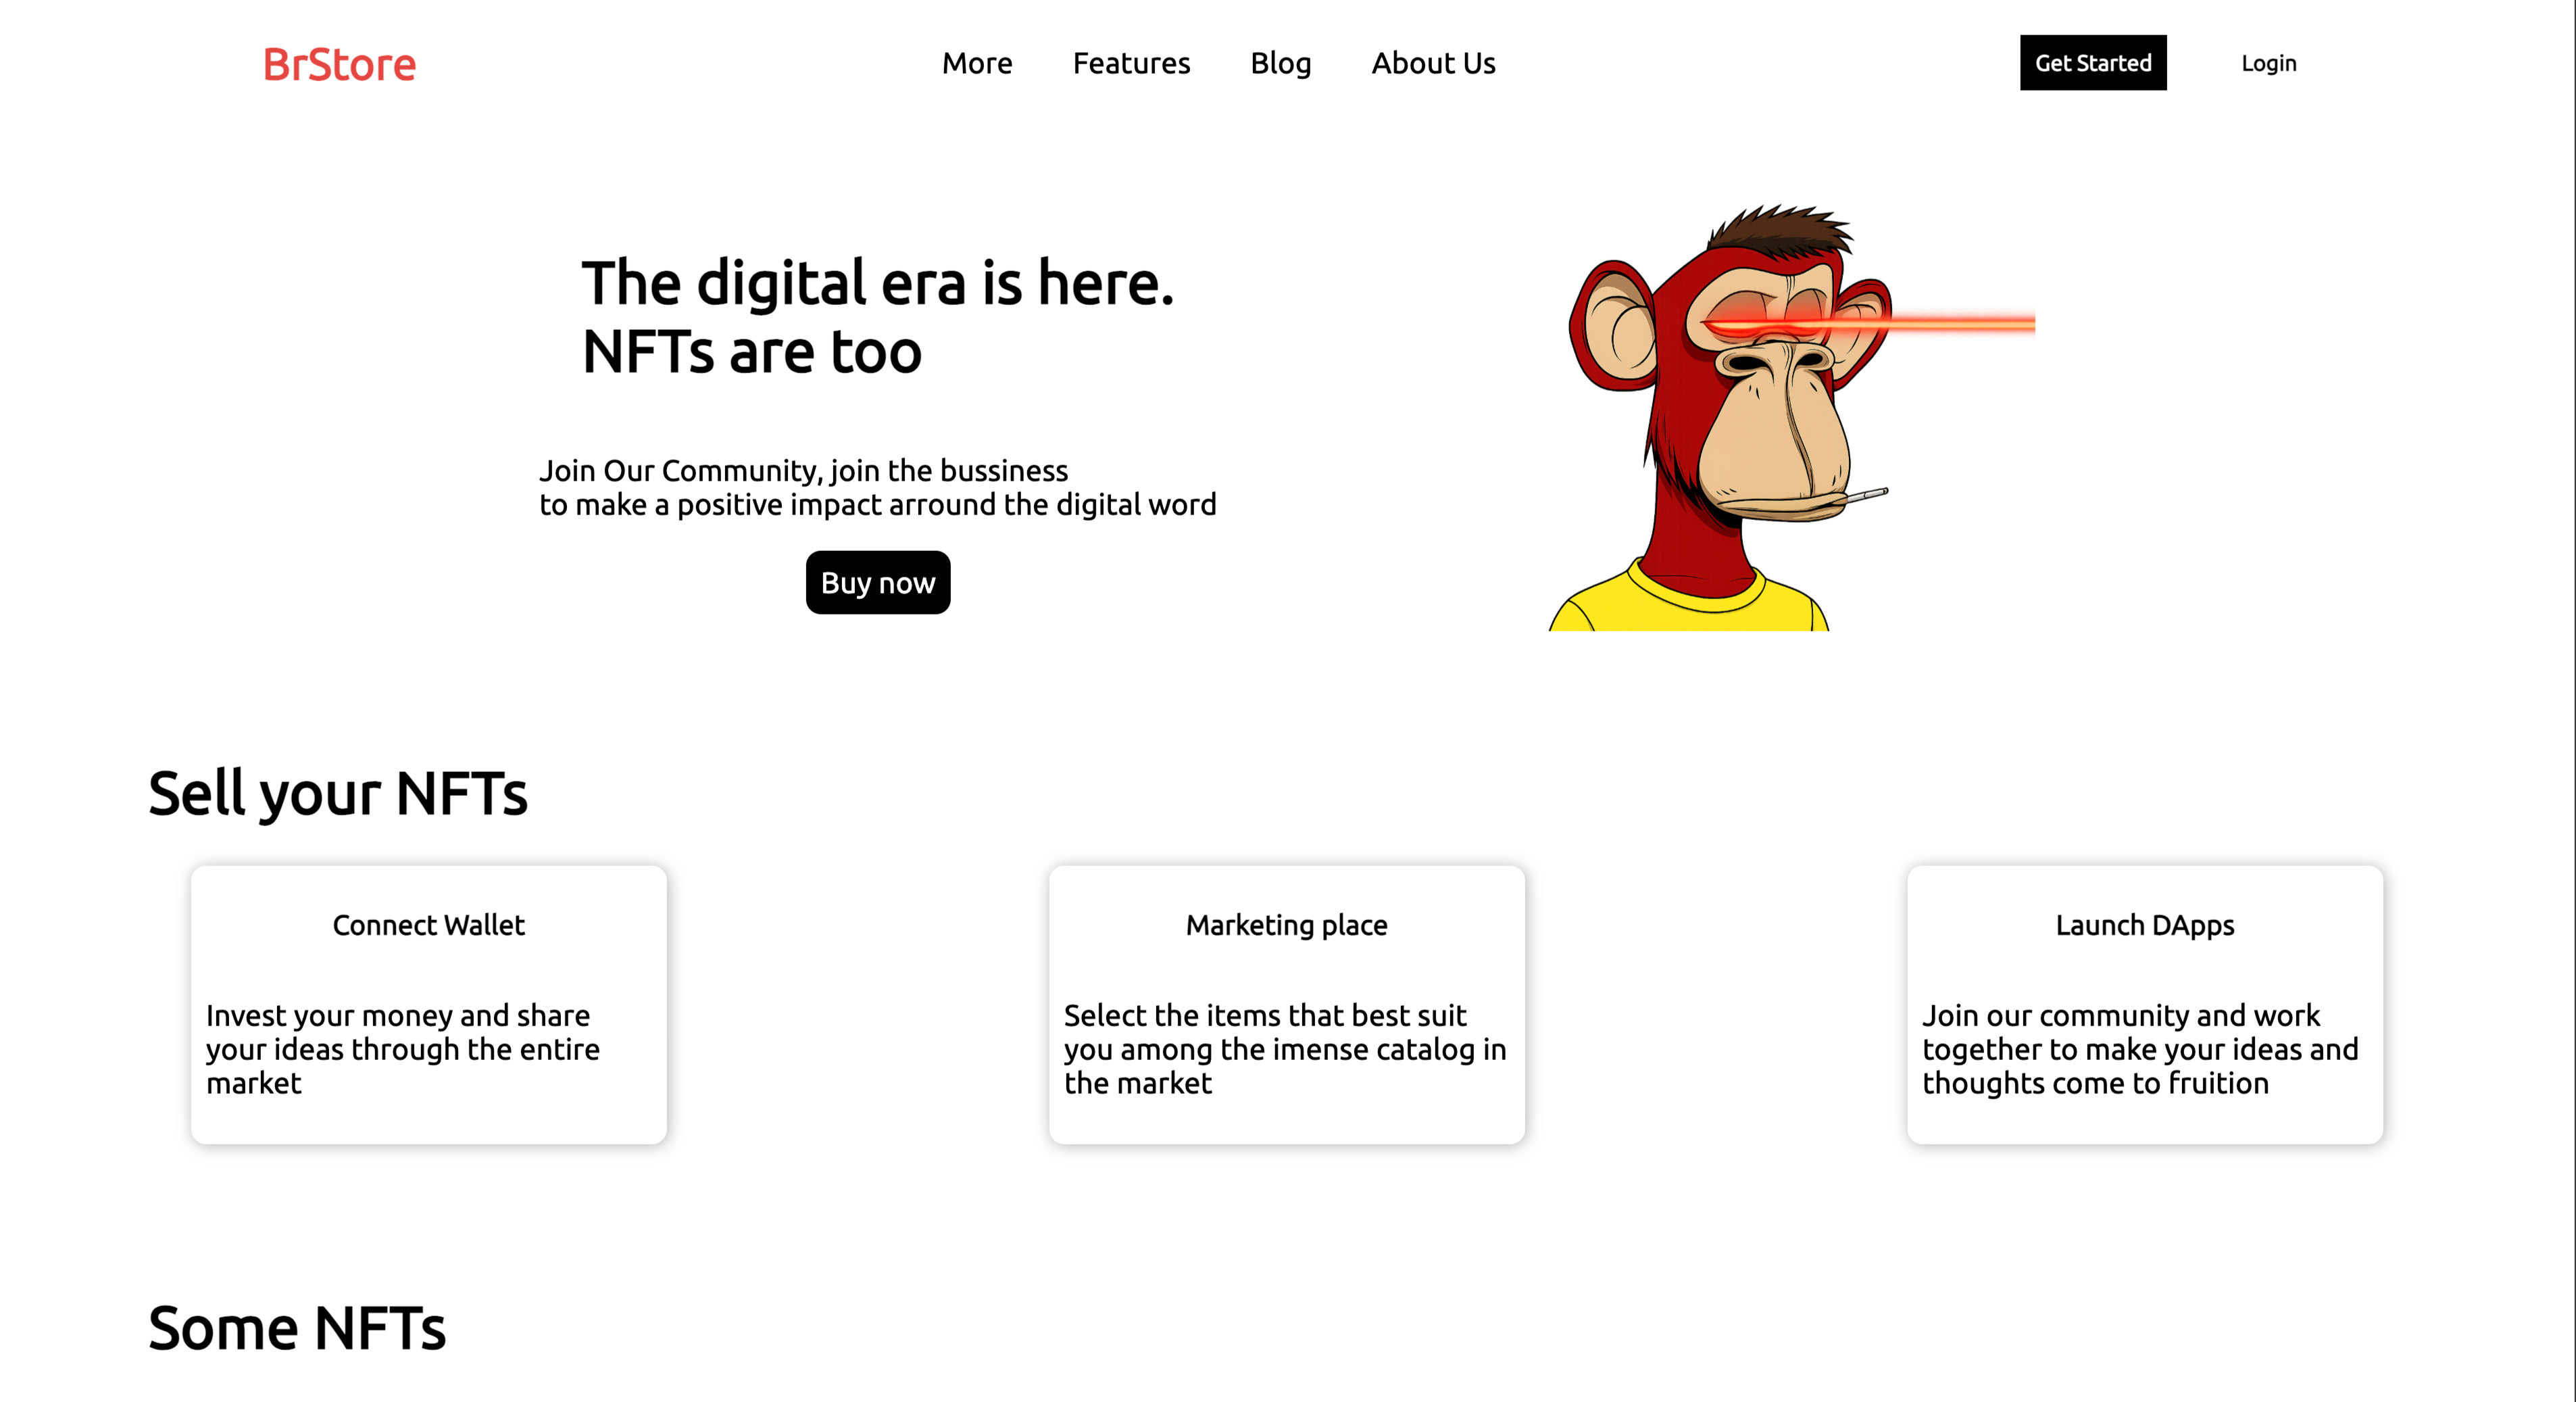 BrStore
More
Features
Blog
About Us
Get Started
Login
The digital era is here.
NFTs are too
Join Our Community, join the bussiness
to make a positive impact arround the digital word
Buy now
Sell your NFTs
Connect Wallet
Invest your money and share
your ideas through the entire
market
Marketing place
Select the items that best suit
you among the imense catalog in
the market
Launch DApps
Join our community and work
together to make your ideas and
thoughts come to fruition
Some NFTs